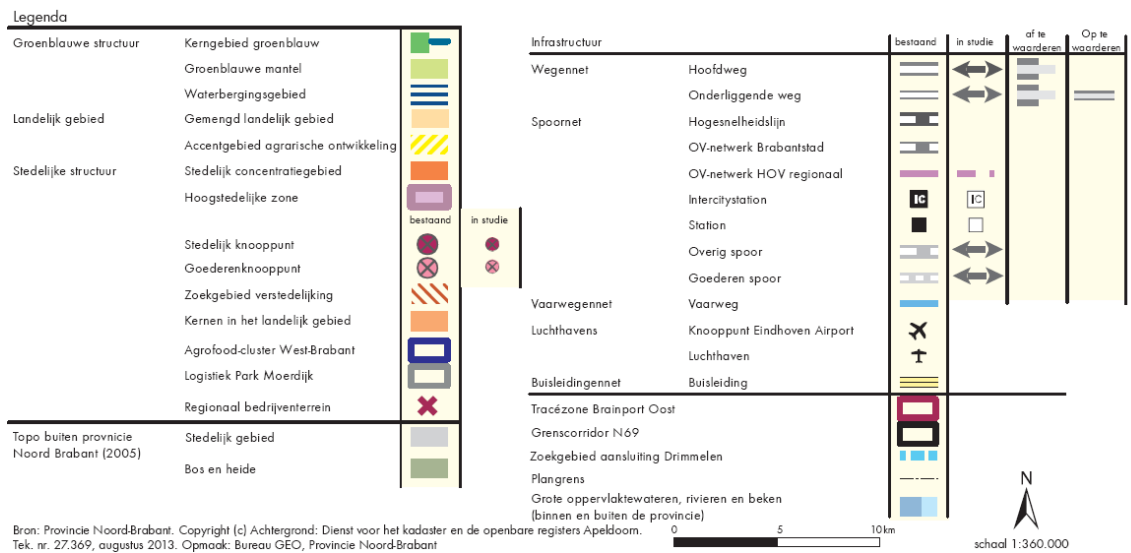 Legenda
Groenblauwe structuur Kerngebied groenblauw
Groenblauwe mantel
Waterbergingsgebied
Landelijk gebied Gemengd landelijk gebied
Accentgebied agrarische ontwikkeling
Stedelijke structuur Stedelijk concentratiegebied
Hoogstedelijke zone
bestaand in studie
Stedelijk knooppunt
Goederenknooppunt
Zoekgebied verstedelijking
Kernen in het landelijk gebied
Agrofood-cluster West-Brabant
Logistiek Park Moerdijk
Regionaal bedrijventerrein
Topo buiten provnicie Stedelijk gebied
Noord Brabant (2005)
Bos en heide
Infrastructuur bestaand in studie af te waarderen Op te waarderen
Wegennet Hoofdweg
Onderliggende weg
Spoornet Hogesnelheidslijn
OV-netwerk Brabantstad
OV-netwerk HOV regionaal
Intercitystation IC IC
Station
Overig spoor
Goederen spoor
Vaarwegennet Vaarweg
Luchthavens Knooppunt Eindhoven Airport
Luchthaven
Buisleidingennet Buisleiding
Tracézone Brainport Oost
Grenscorridor N69
Zoekgebied aansluiting Drimmelen
Plangrens
Grote oppervlaktewateren, rivieren en beken
(binnen en buiten de provincie)
Bron: Provincie Noord-Brabant. Copyright (c) Achtergrond: Dienst voor het kadaster en de openbare registers Apeldoorn.
Tek. nr. 27.369, augustus 2013. Opmaak: Bureau GEO, Provincie Noord-Brabant
0 5 10 km
N
schaal 1:360.000